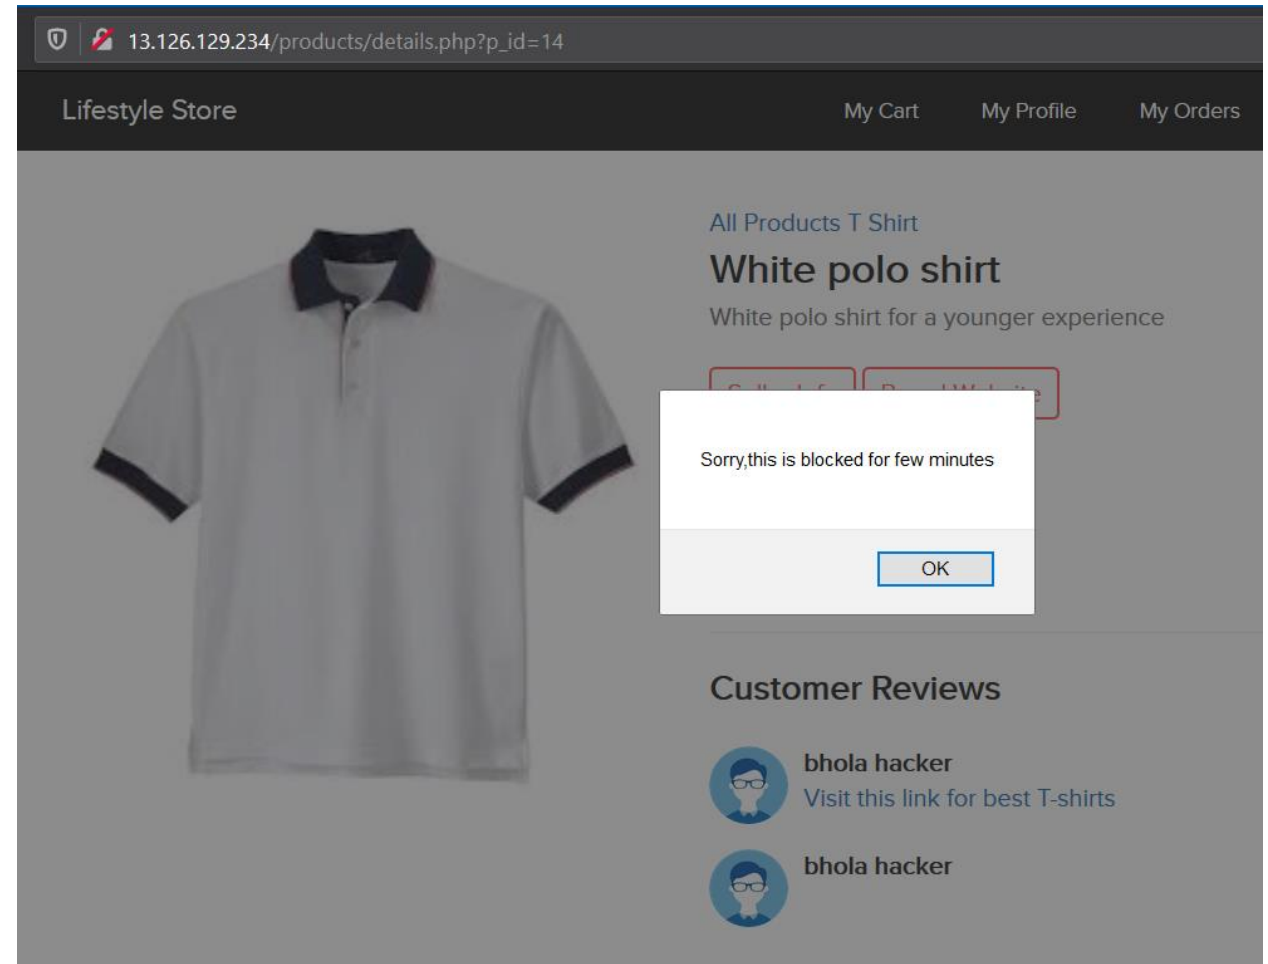 13.126.129.234/products/details.php?p_id=14
Lifestyle Store
My Cart
My Profile
My Orders
All Products T Shirt
White polo shirt
White polo shirt for a younger experience
Sorry,this is blocked for few minutes
OK
Customer Reviews
bhola hacker
Visit this link for best T-shirts
bhola hacker